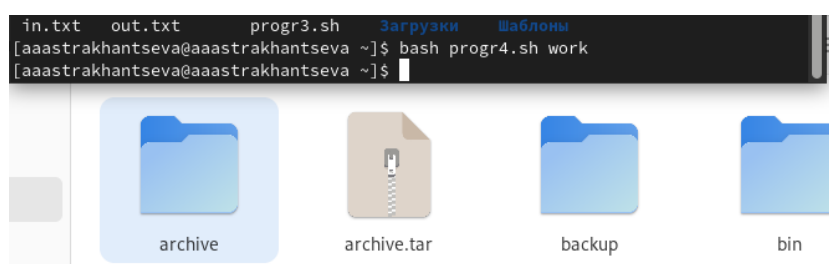 in.txt out.txt progr3.sh Загрузки Шаблоны
[aaastrakhantseva@aaastrakhantseva ~]$ bash progr4.sh work
[aaastrakhantseva@aaastrakhantseva ~]$
archive archive.tar backup bin